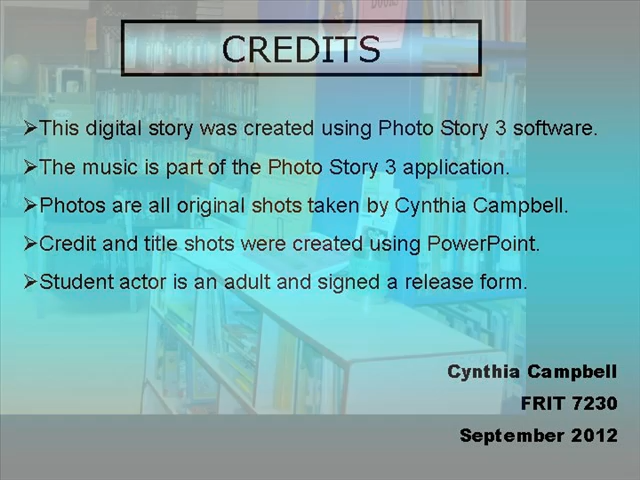 CREDITS
➢This digital story was created using Photo Story 3 software.
➢The music is part of the Photo Story 3 application.
➢Photos are all original shots taken by Cynthia Campbell.
➢Credit and title shots were created using PowerPoint.
➢Student actor is an adult and signed a release form.
Cynthia Campbell
FRIT 7230
September 2012